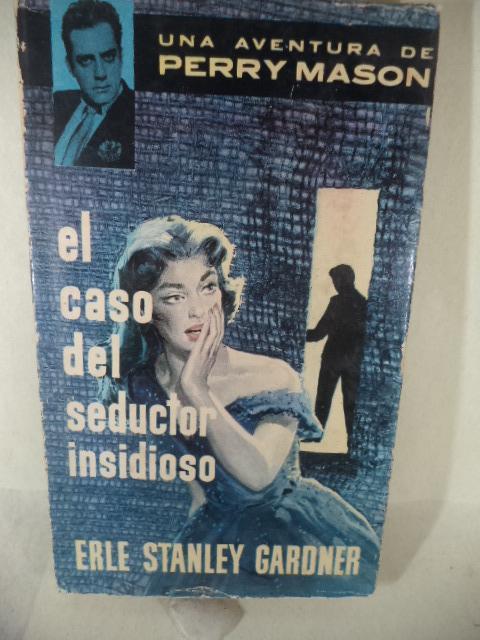 UNA AVENTURA DE
PERRY MASON
el
caso
del
seductor
insidioso
ERLE STANLEY GARDNER